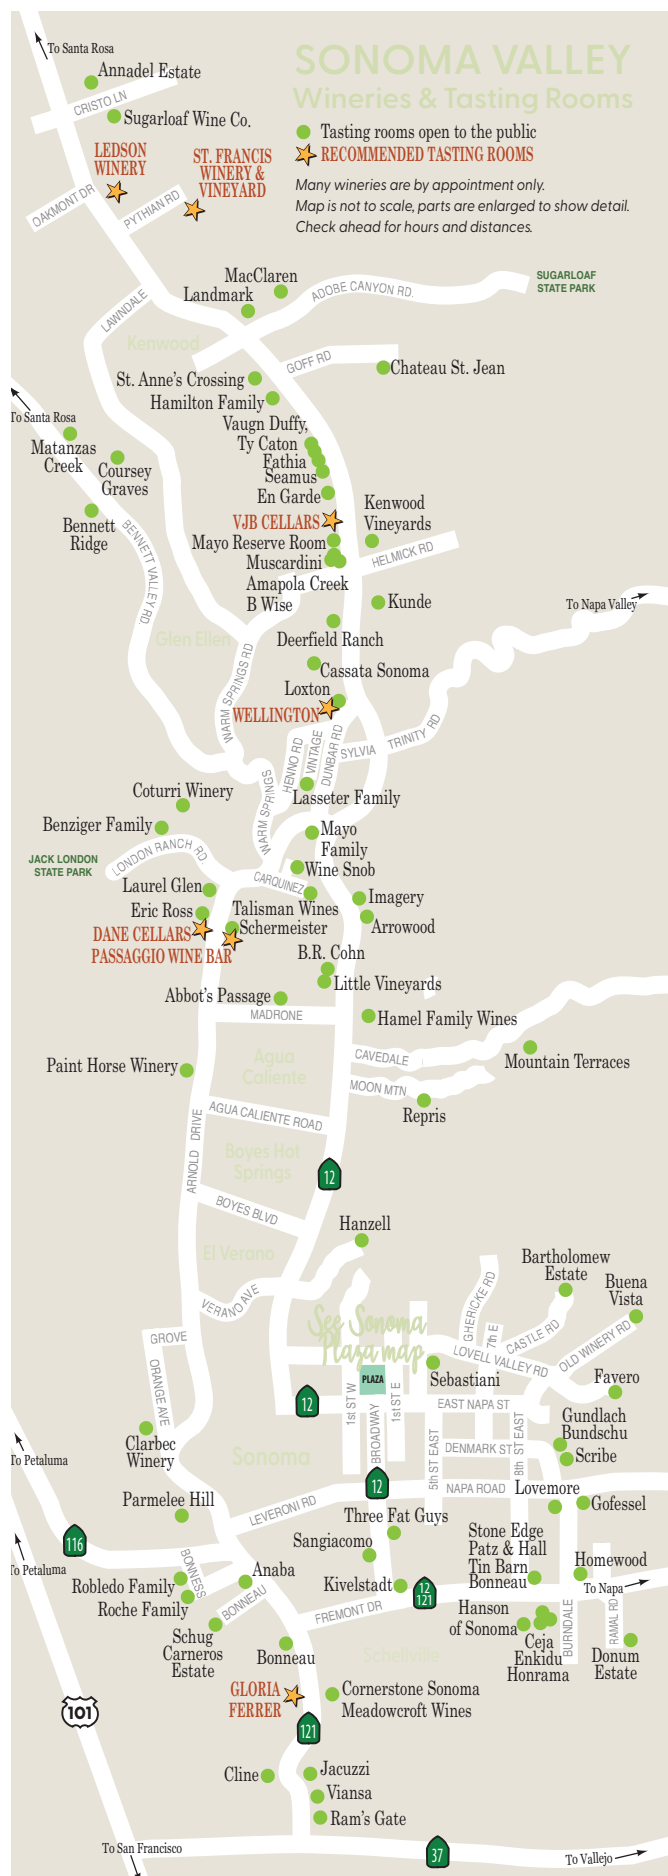 To Santa Rosa
SONOMA VALLEY
Wineries & Tasting Rooms
Annadel Estate
CRISTO LN
Sugarloaf Wine Co.
Tasting rooms open to the public
RECOMMENDED TASTING ROOMS
LEDSON
WINERY
ST. FRANCIS
WINERY &
VINEYARD
Many wineries are by appointment only.
Map is not to scale, parts are enlarged to show detail.
Check ahead for hours and distances.
OAKMONT DR
PYTHIAN RD
MacClaren
Landmark
ADOBE CANYON RD.
SUGARLOAF
STATE PARK
LAWNDALE
Kenwood
GOFF RD
Chateau St. Jean
St. Anne's Crossing
Hamilton Family
To Santa Rosa
Vaugn Duffy,
Ty Caton
Fathia
Seamus
En Garde
Matanzas
Creek
Coursey
Graves
Bennett
Ridge
BENNETT VALLEY RD.
VJB CELLARS
Kenwood
Vineyards
Mayo Reserve Room
Muscardini
HELMICK RD
Amapola Creek
B Wise
Kunde
To Napa Valley
Glen Ellen
Deerfield Ranch
WARM SPRINGS RD
Cassata Sonoma
Loxton
WELLINGTON
HENNO RD
VINTAGE
DUNBAR RD
SYLVIA
TRINITY RD
WARM SPRINGS
Lasseter Family
Coturri Winery
Benziger Family
Mayo
Family
JACK LONDON
STATE PARK
LONDON RANCH RD.
Wine Snob
CARQUINEZ
Laurel Glen
Imagery
Eric Ross
Talisman Wines
Arrowood
DANE CELLARS
Schermeister
PASSAGGIO WINE BAR
B.R. Cohn
Little Vineyards
Abbot's Passage
MADRONE
Hamel Family Wines
Agua
Caliente
CAVEDALE
Mountain Terraces
Paint Horse Winery
MOON MTN
Repris
ARNOLD DRIVE
AGUA CALIENTE ROAD
Boyes Hot
Springs
12
BOYES BLVD
Hanzell
El Verano
Bartholomew
Estate
Buena
Vista
VERANO AVE
GHERICKE RD
See Sonoma
Plaza map
7th E
CASTLE RD
OLD WINERY RD
GROVE
ORANGE AVE
LOVELL VALLEY RD
PLAZA
Sebastiani
Favero
12
1st ST W
BROADWAY
1st ST E
EAST NAPA ST
Gundlach
Bundschu
5th ST EAST
DENMARK ST
8th ST EAST
Scribe
To Petaluma
Clarbec
Winery
Sonoma
12
NAPA ROAD
Lovemore
Parmelee Hill
LEVERONI RD
Gofessel
Three Fat Guys
116
Sangiacomo
Stone Edge
Patz & Hall
Tin Barn
Bonneau
Homewood
To Petaluma
BONNESS
Anaba
Robledo Family
Roche Family
Kivelstadt
12
121
To Napa
BONNEAU
FREMONT DR
Hanson
of Sonoma
BURNDALE
RAMAL RD
Schug
Carneros
Estate
Bonneau
Schellville
Ceja
Enkidu
Honrama
Donum
Estate
GLORIA
FERRER
Cornerstone Sonoma
Meadowcroft Wines
101
121
Cline
Jacuzzi
Viansa
Ram's Gate
To San Francisco
37
To Vallejo